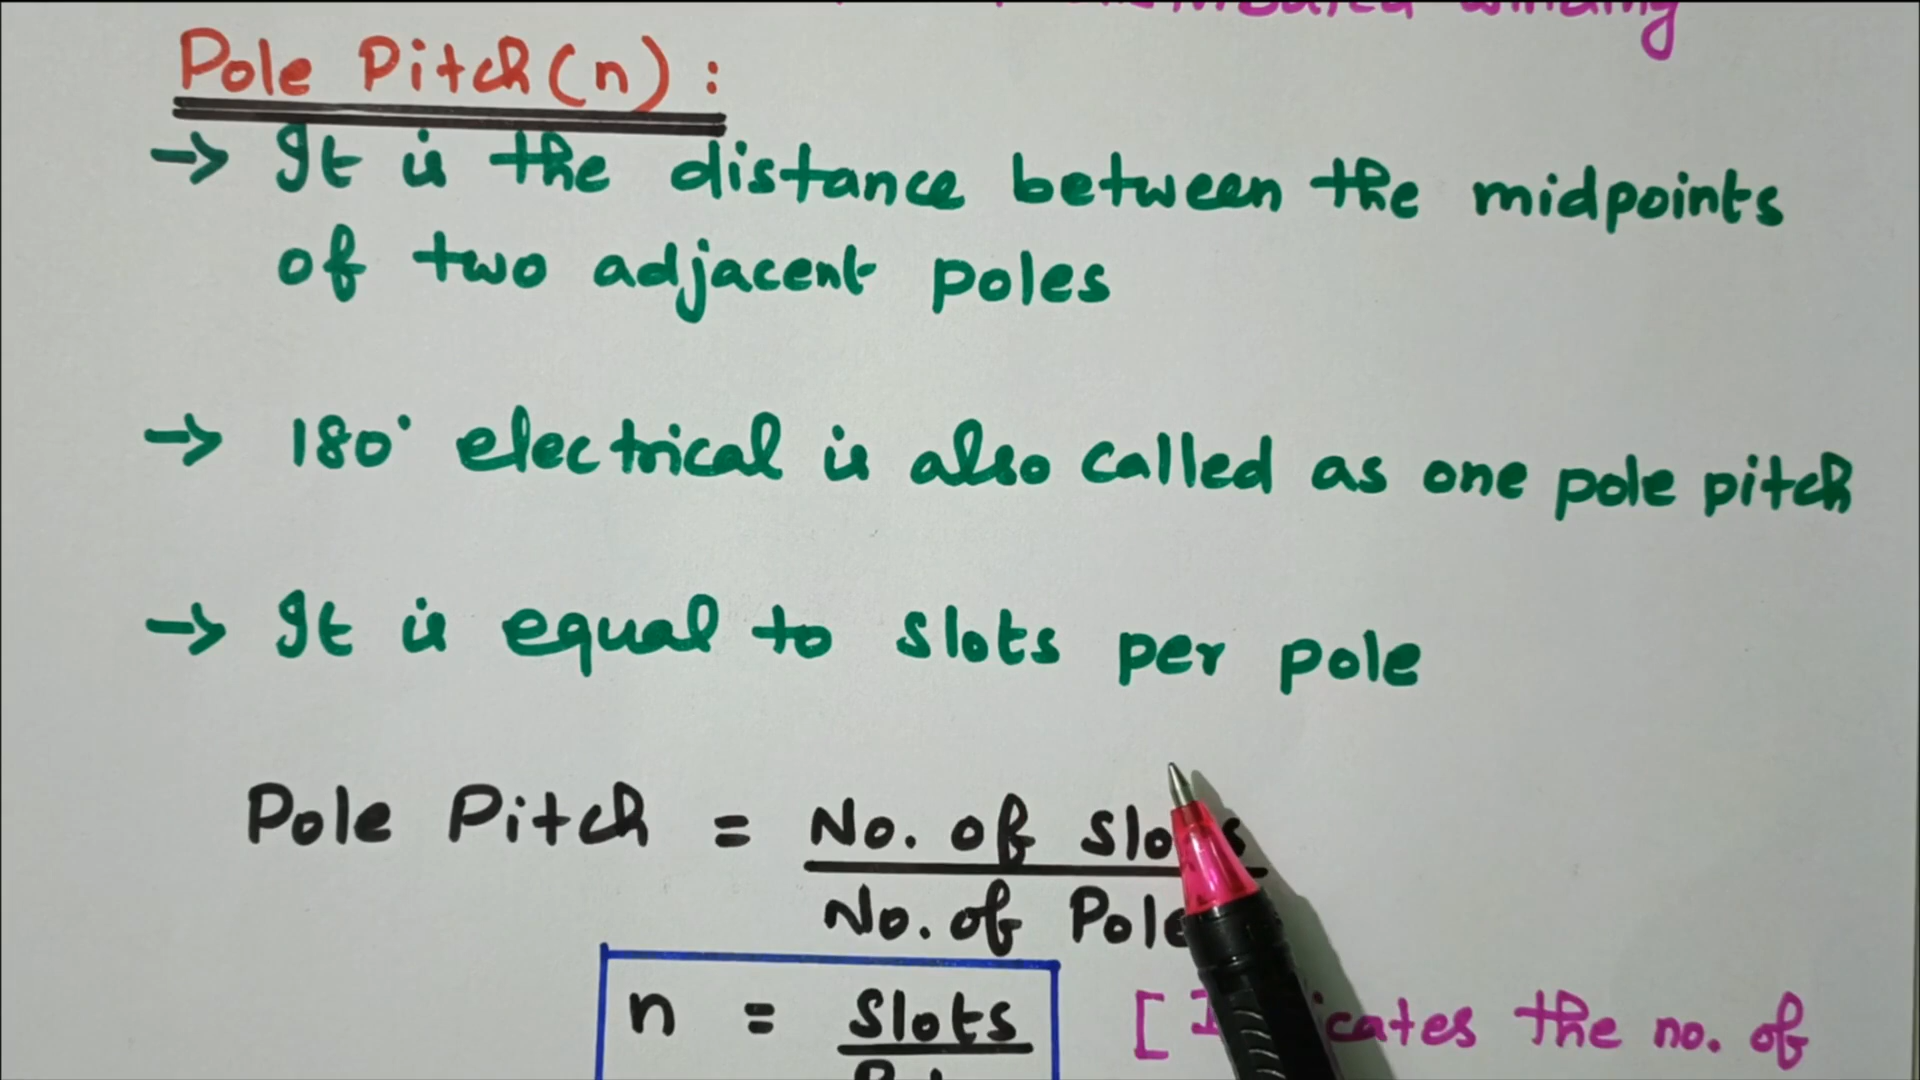 winding
Pole Pitch (n) :
→ It is the distance between the midpoints
of two adjacent poles
→ 180° electrical is also called as one pole pitch
→ It is equal to slots per pole
Pole Pitch = No. of Slots
No. of Pole
n = Slots
[ cates the no. of